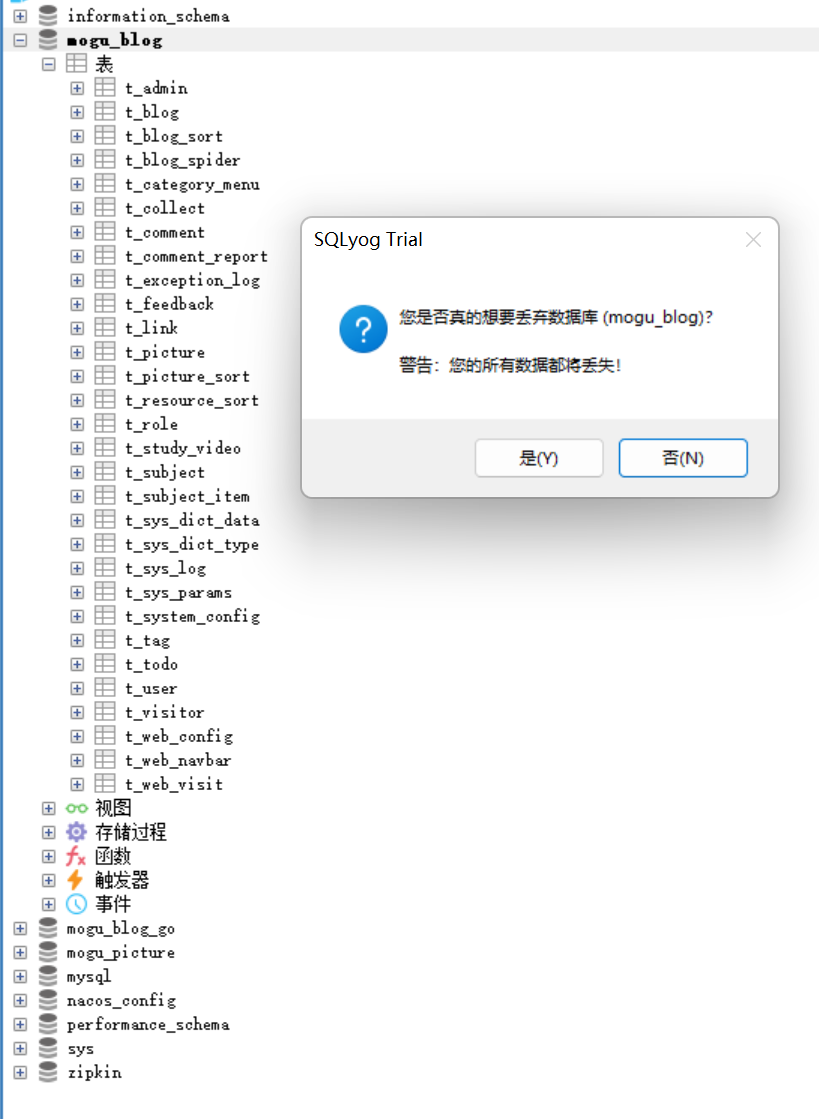 information_schema
mogu_blog
表
t_admin
t_blog
t_blog_sort
t_blog_spider
t_category_menu
t_collect
t_comment
t_comment_report
t_exception_log
t_feedback
t_link
t_picture
t_picture_sort
t_resource_sort
t_role
t_study_video
t_subject
t_subject_item
t_sys_dict_data
t_sys_dict_type
t_sys_log
t_sys_params
t_system_config
t_tag
t_todo
t_user
t_visitor
t_web_config
t_web_navbar
t_web_visit
视图
存储过程
函数
触发器
事件
mogu_blog_go
mogu_picture
mysql
nacos_config
performance_schema
sys
zipkin
SQLyog Trial
您是否真的想要丢弃数据库 (mogu_blog)?
警告：您的所有数据都将丢失!
是(Y)
否(N)